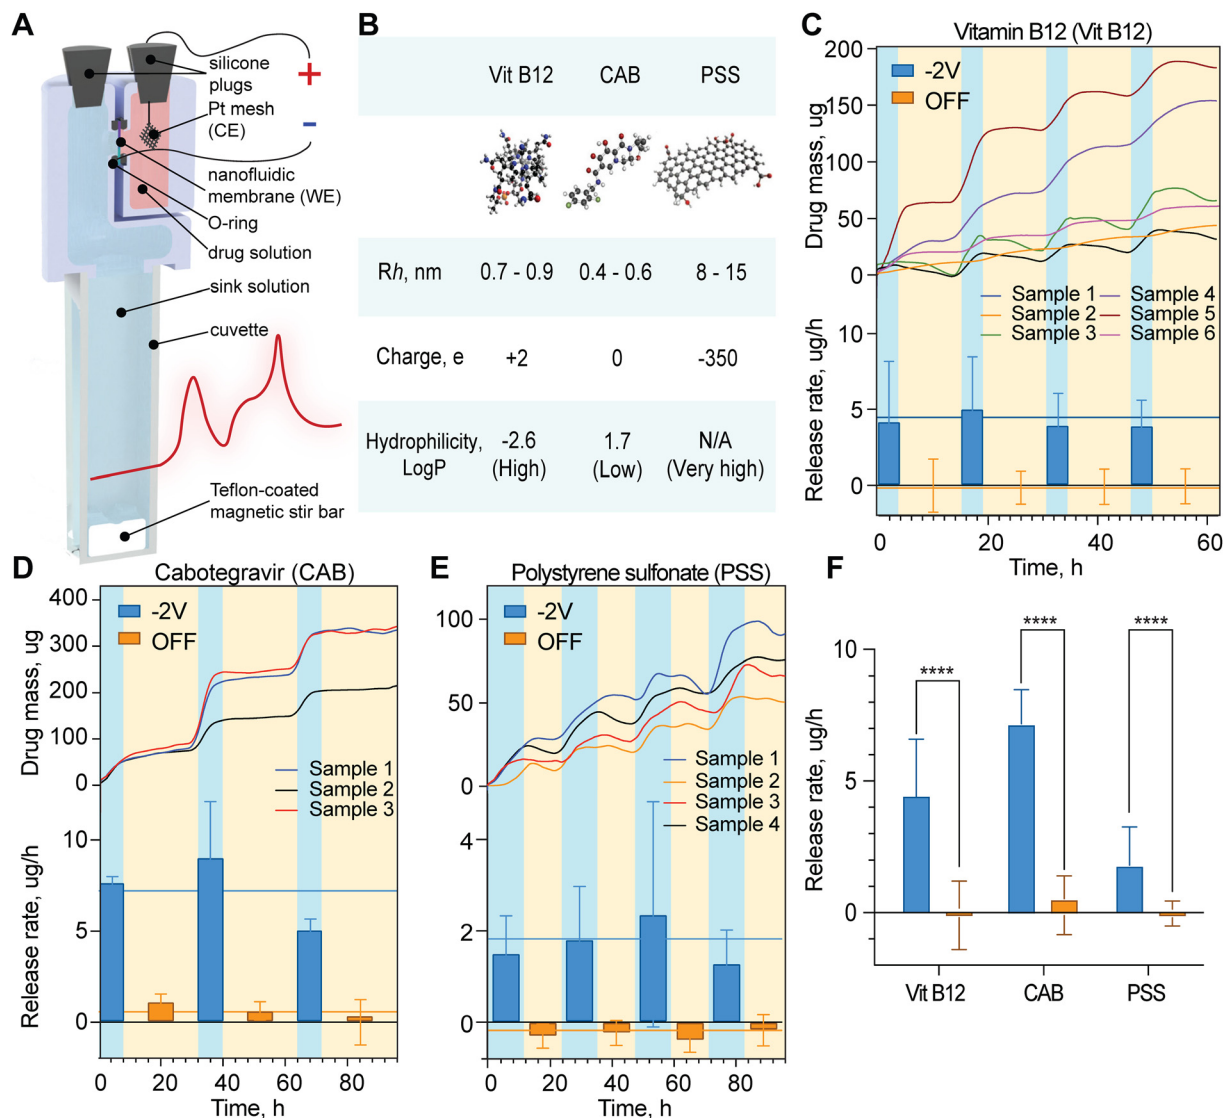 A
silicone
plugs
Pt mesh
(CE)
+
-
nanofluidic
membrane (WE)
O-ring
drug solution
sink solution
cuvette
Teflon-coated
magnetic stir bar
B
Vit B12 CAB PSS
Rh, nm 0.7 - 0.9 0.4 - 0.6 8 - 15
Charge, e +2 0 -350
Hydrophilicity, LogP -2.6 (High) 1.7 (Low) N/A (Very high)
C
Vitamin B12 (Vit B12)
-2V
OFF
Drug mass, ug
200
150
100
50
0
Sample 1 Sample 4
Sample 2 Sample 5
Sample 3 Sample 6
Release rate, ug/h
10
5
0
0 20 40 60
Time, h
D
Cabotegravir (CAB)
-2V
OFF
Drug mass, ug
400
300
200
100
0
Sample 1
Sample 2
Sample 3
Release rate, ug/h
10
5
0
0 20 40 60 80
Time, h
E
Polystyrene sulfonate (PSS)
-2V
OFF
100
50
0
Sample 1
Sample 2
Sample 3
Sample 4
4
2
0
0 20 40 60 80
Time, h
F
Release rate, ug/h
10
5
0
**** **** ****
Vit B12 CAB PSS